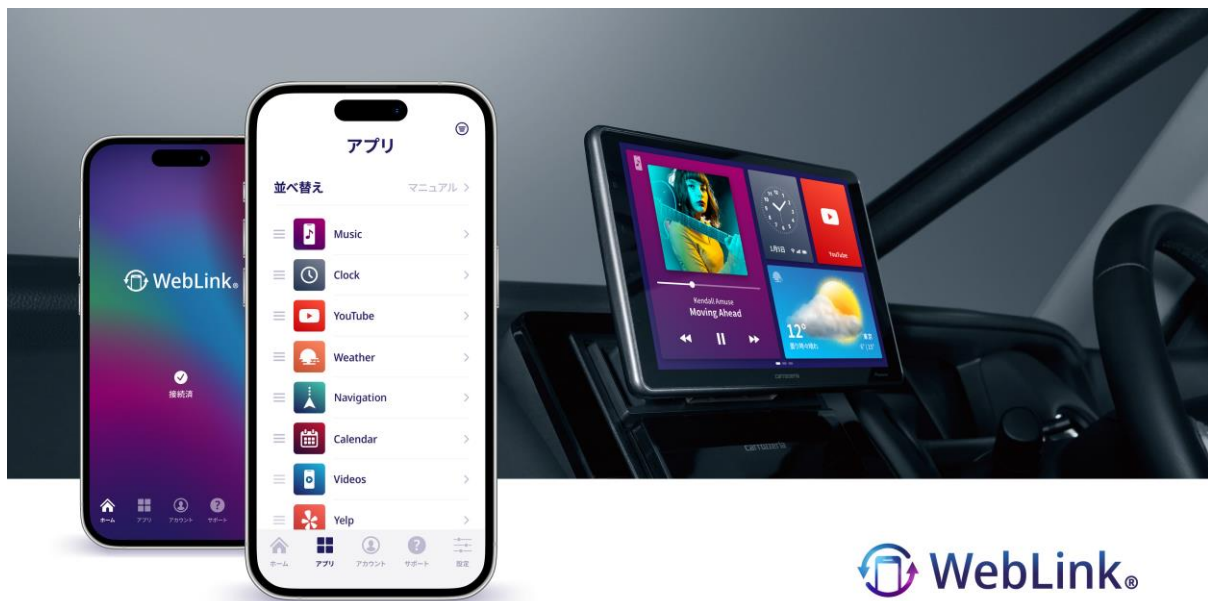 WebLink®
接続済
ホーム
アプリ
アカウント
サポート
アプリ
並べ替え
マニュアル >
Music
Clock
YouTube
Weather
Navigation
Calendar
Videos
Yelp
ホーム
アプリ
アカウント
サポート
設定
Kendall Amuse
Moving Ahead
YouTube
12°
東京
carrozzeria
carrozzeria
WebLink®